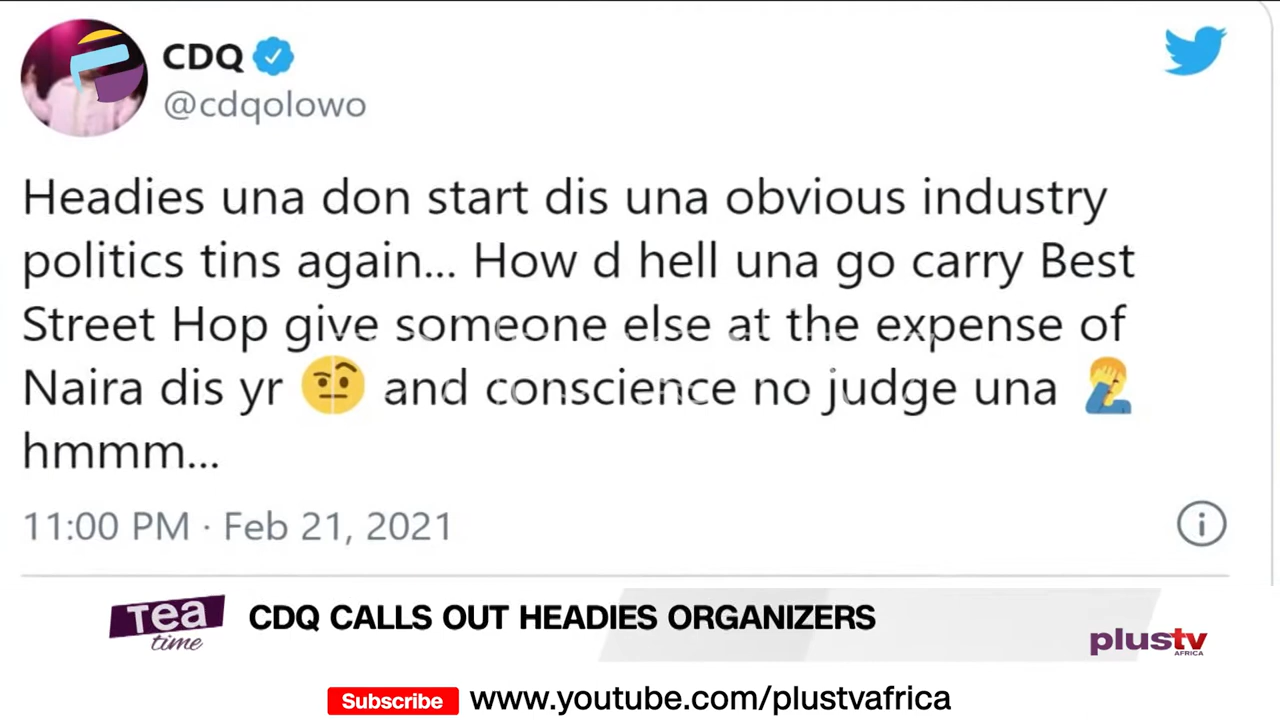 CDQ
@cdqolowo
Headies una don start dis una obvious industry
politics tins again... How d hell una go carry Best
Street Hop give someone else at the expense of
Naira dis yr 🤨 and conscience no judge una 🤦
hmmm...
11:00 PM · Feb 21, 2021
Tea
time
CDQ CALLS OUT HEADIES ORGANIZERS
plustv
AFRICA
Subscribe www.youtube.com/plustvafrica